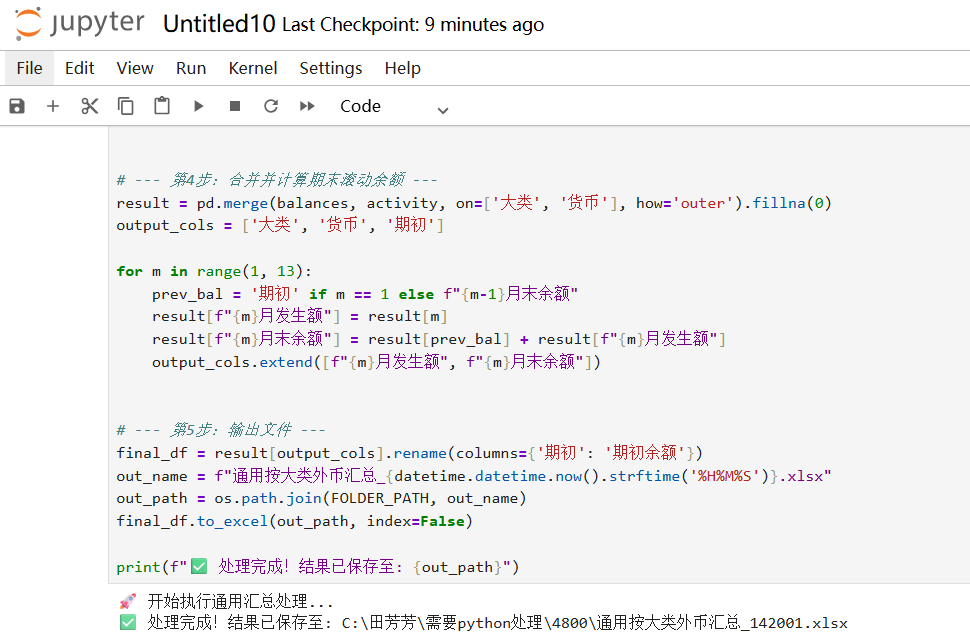 jupyter Untitled10 Last Checkpoint: 9 minutes ago
File Edit View Run Kernel Settings Help
Code
# --- 第4步: 合并并计算期末滚动余额 ---
result = pd.merge(balances, activity, on=['大类', '货币'], how='outer').fillna(0)
output_cols = ['大类', '货币', '期初']
for m in range(1, 13):
    prev_bal = '期初' if m == 1 else f"{m-1}月末余额"
    result[f"{m}月发生额"] = result[m]
    result[f"{m}月末余额"] = result[prev_bal] + result[f"{m}月发生额"]
    output_cols.extend([f"{m}月发生额", f"{m}月末余额"])
# --- 第5步: 输出文件 ---
final_df = result[output_cols].rename(columns={'期初': '期初余额'})
out_name = f"通用按大类外币汇总_{datetime.datetime.now().strftime('%H%M%S')}.xlsx"
out_path = os.path.join(FOLDER_PATH, out_name)
final_df.to_excel(out_path, index=False)
print(f"✅ 处理完成! 结果已保存至: {out_path}")
🚀 开始执行通用汇总处理...
✅ 处理完成! 结果已保存至: C:\田芳芳\需要python处理\4800\通用按大类外币汇总_142001.xlsx